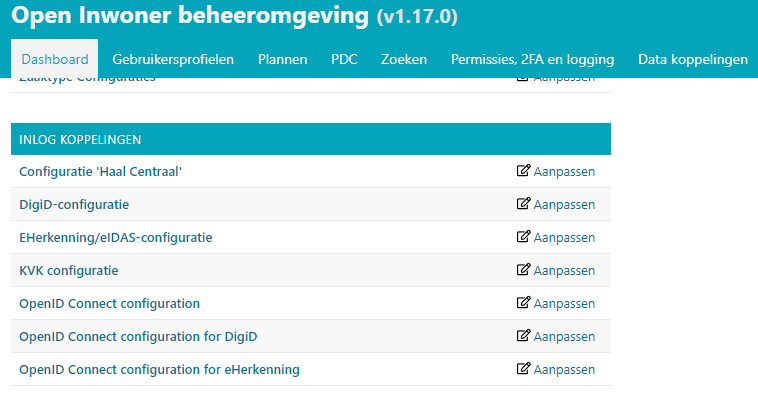 Open Inwoner beheeromgeving (v1.17.0)
Dashboard Gebruikersprofielen Plannen PDC Zoeken Permissies, 2FA en logging Data koppelingen
Zaaktype Configuraties Aanpassen
INLOG KOPPELINGEN
Configuratie 'Haal Centraal' Aanpassen
DigiD-configuratie Aanpassen
EHerkenning/eIDAS-configuratie Aanpassen
KVK configuratie Aanpassen
OpenID Connect configuration Aanpassen
OpenID Connect configuration for DigiD Aanpassen
OpenID Connect configuration for eHerkenning Aanpassen